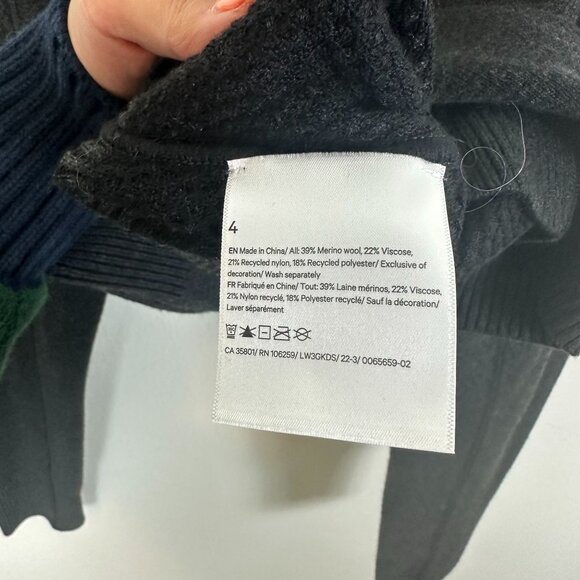 4
EN Made in China/ All: 39% Merino wool, 22% Viscose,
21% Recycled nylon, 18% Recycled polyester/ Exclusive of
decoration/ Wash separately
FR Fabriqué en Chine/ Tout: 39% Laine mérinos, 22% Viscose,
21% Nylon recyclé, 18% Polyester recyclé/ Sauf la décoration/
Laver séparément
CA 35801/ RN 106259/ LW3GKDS/ 22-3/ 0065659-02